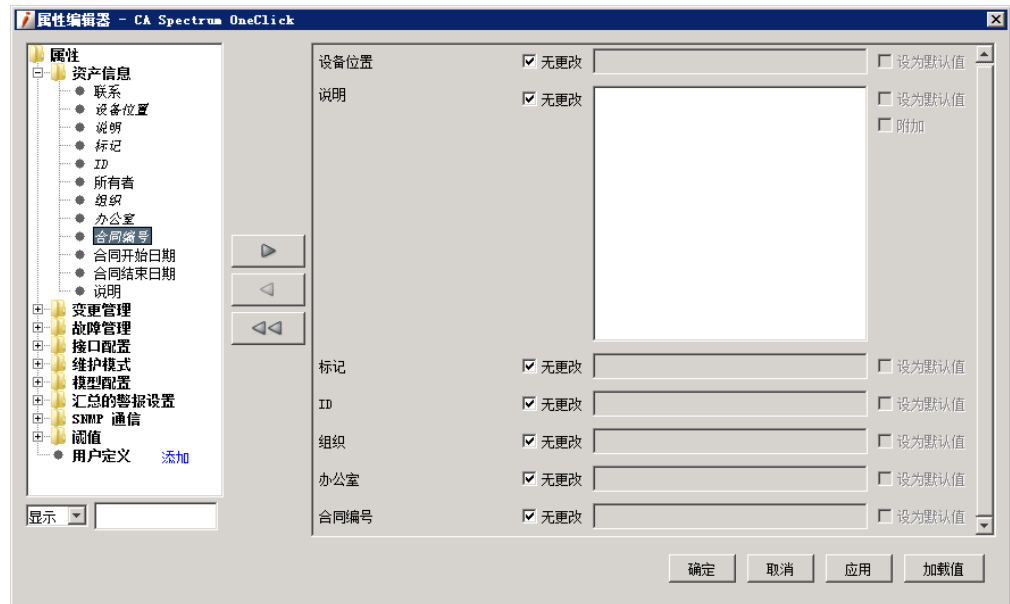 属性编辑器 - CA Spectrum OneClick
属性
资产信息
联系
设备位置
说明
标记
ID
所有者
组织
办公室
合同编号
合同开始日期
合同结束日期
说明
变更管理
故障管理
接口配置
维护模式
模型配置
汇总的警报设置
SNMP 通信
阈值
用户定义 添加
显示
设备位置 无更改 设为默认值
说明 无更改 设为默认值
附加
标记 无更改 设为默认值
ID 无更改 设为默认值
组织 无更改 设为默认值
办公室 无更改 设为默认值
合同编号 无更改 设为默认值
确定 取消 应用 加载值